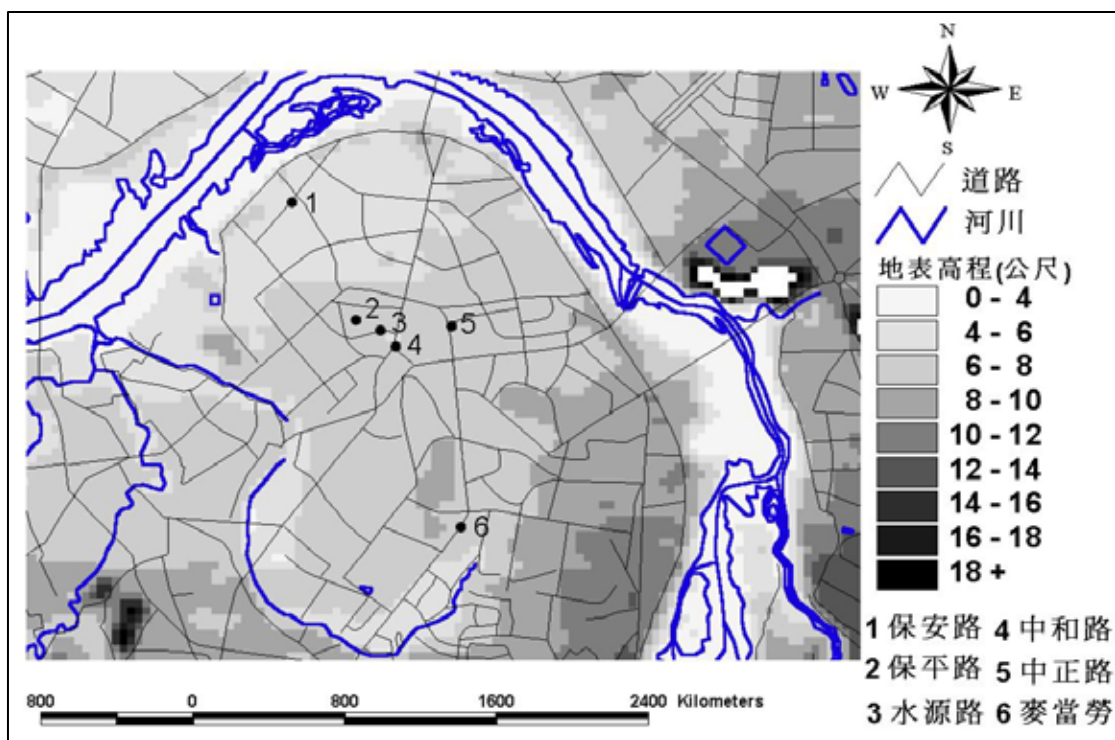 N
W E
S
道路
河川
地表高程(公尺)
0 - 4
4 - 6
6 - 8
8 - 10
10 - 12
12 - 14
14 - 16
16 - 18
18 +
1 保安路 4 中和路
2 保平路 5 中正路
3 水源路 6 麥當勞
1
2
3
4
5
6
800 0 800 1600 2400 Kilometers